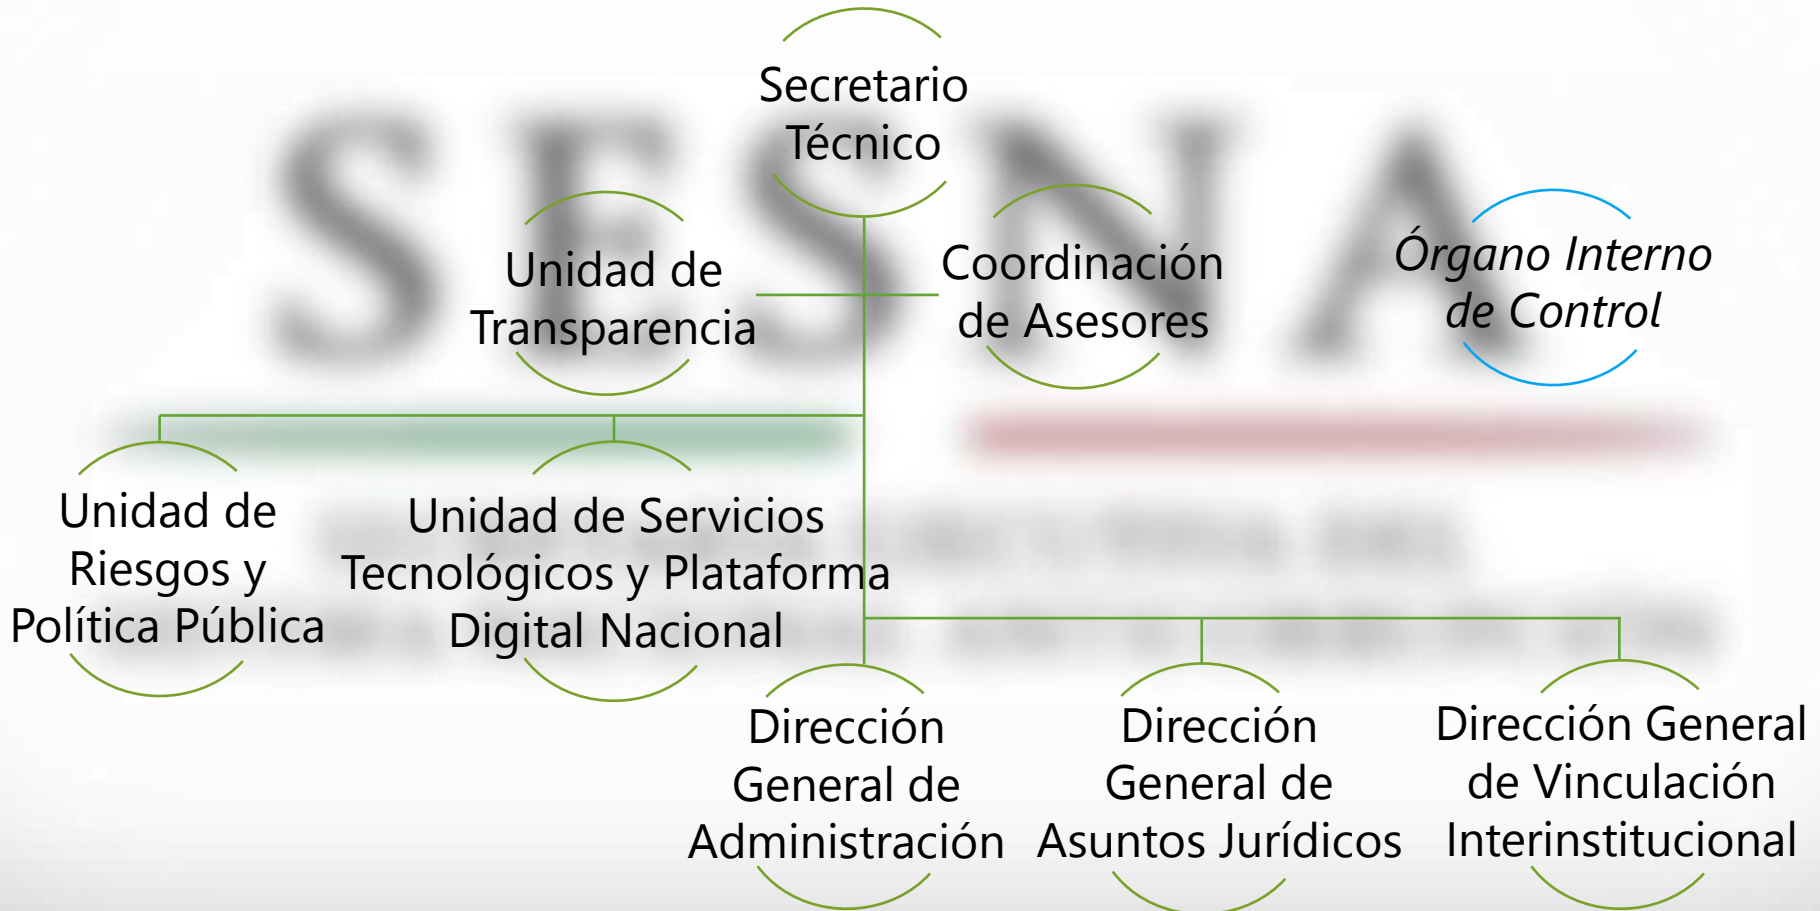 SESNA
Secretario
Técnico
Unidad de
Transparencia
Coordinación
de Asesores
Órgano Interno
de Control
Unidad de
Riesgos y
Política Pública
Unidad de Servicios
Tecnológicos y Plataforma
Digital Nacional
Dirección
General de
Administración
Dirección
General de
Asuntos Jurídicos
Dirección General
de Vinculación
Interinstitucional